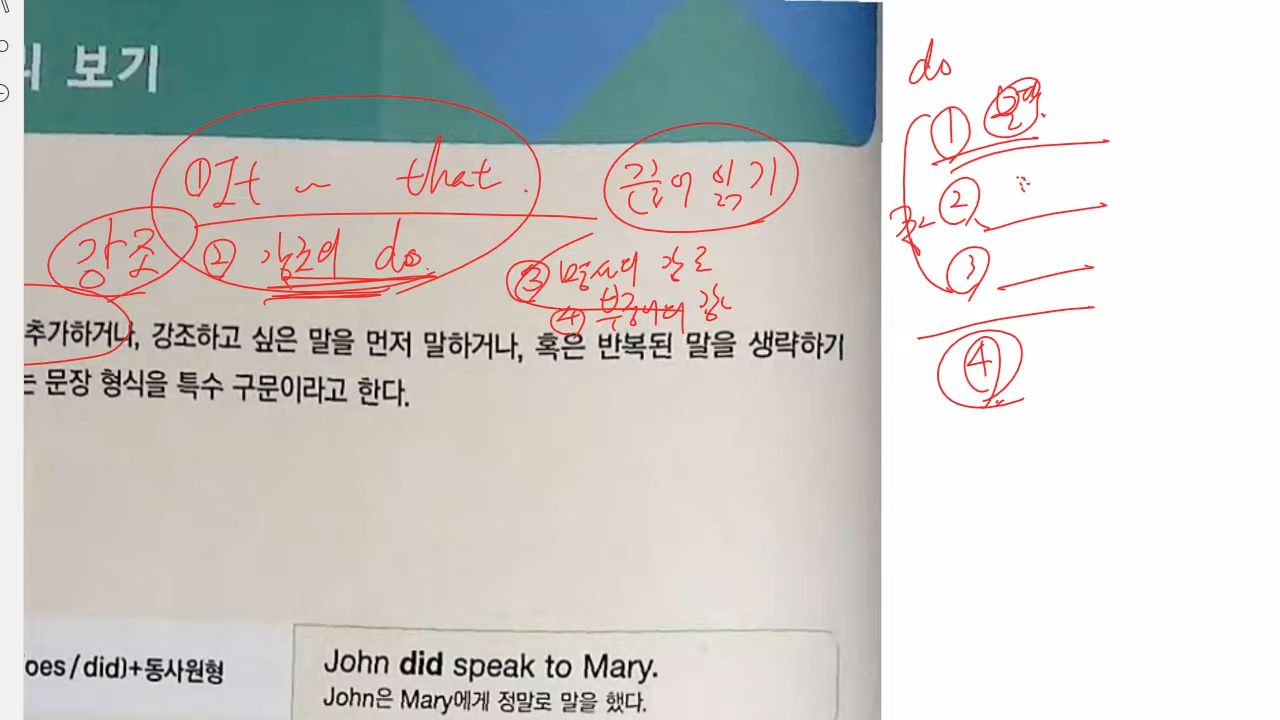 보기
① It ~ that.
끊어 읽기
강조
② 강조의 do.
③ 명사의 강조
④ 부정어의 강조
추가하거나, 강조하고 싶은 말을 먼저 말하거나, 혹은 반복된 말을 생략하기
는 문장 형식을 특수 구문이라고 한다.
oes/did)+동사원형
John did speak to Mary.
John은 Mary에게 정말로 말을 했다.
do
①
②
③
④